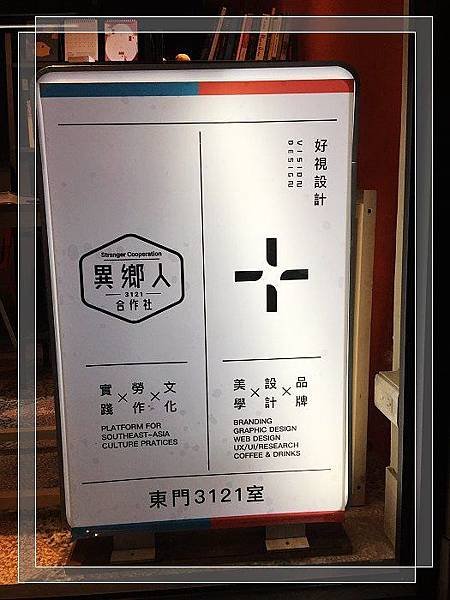 好視設計
VISION
DESIGN
Stranger Cooperation
異鄉人
3121
合作社
實踐×勞作×文化
PLATFORM FOR
SOUTHEAST-ASIA
CULTURE PRATICES
美學×設計×品牌
BRANDING
GRAPHIC DESIGN
WEB DESIGN
UX/UI/RESEARCH
COFFEE & DRINKS
東門3121室